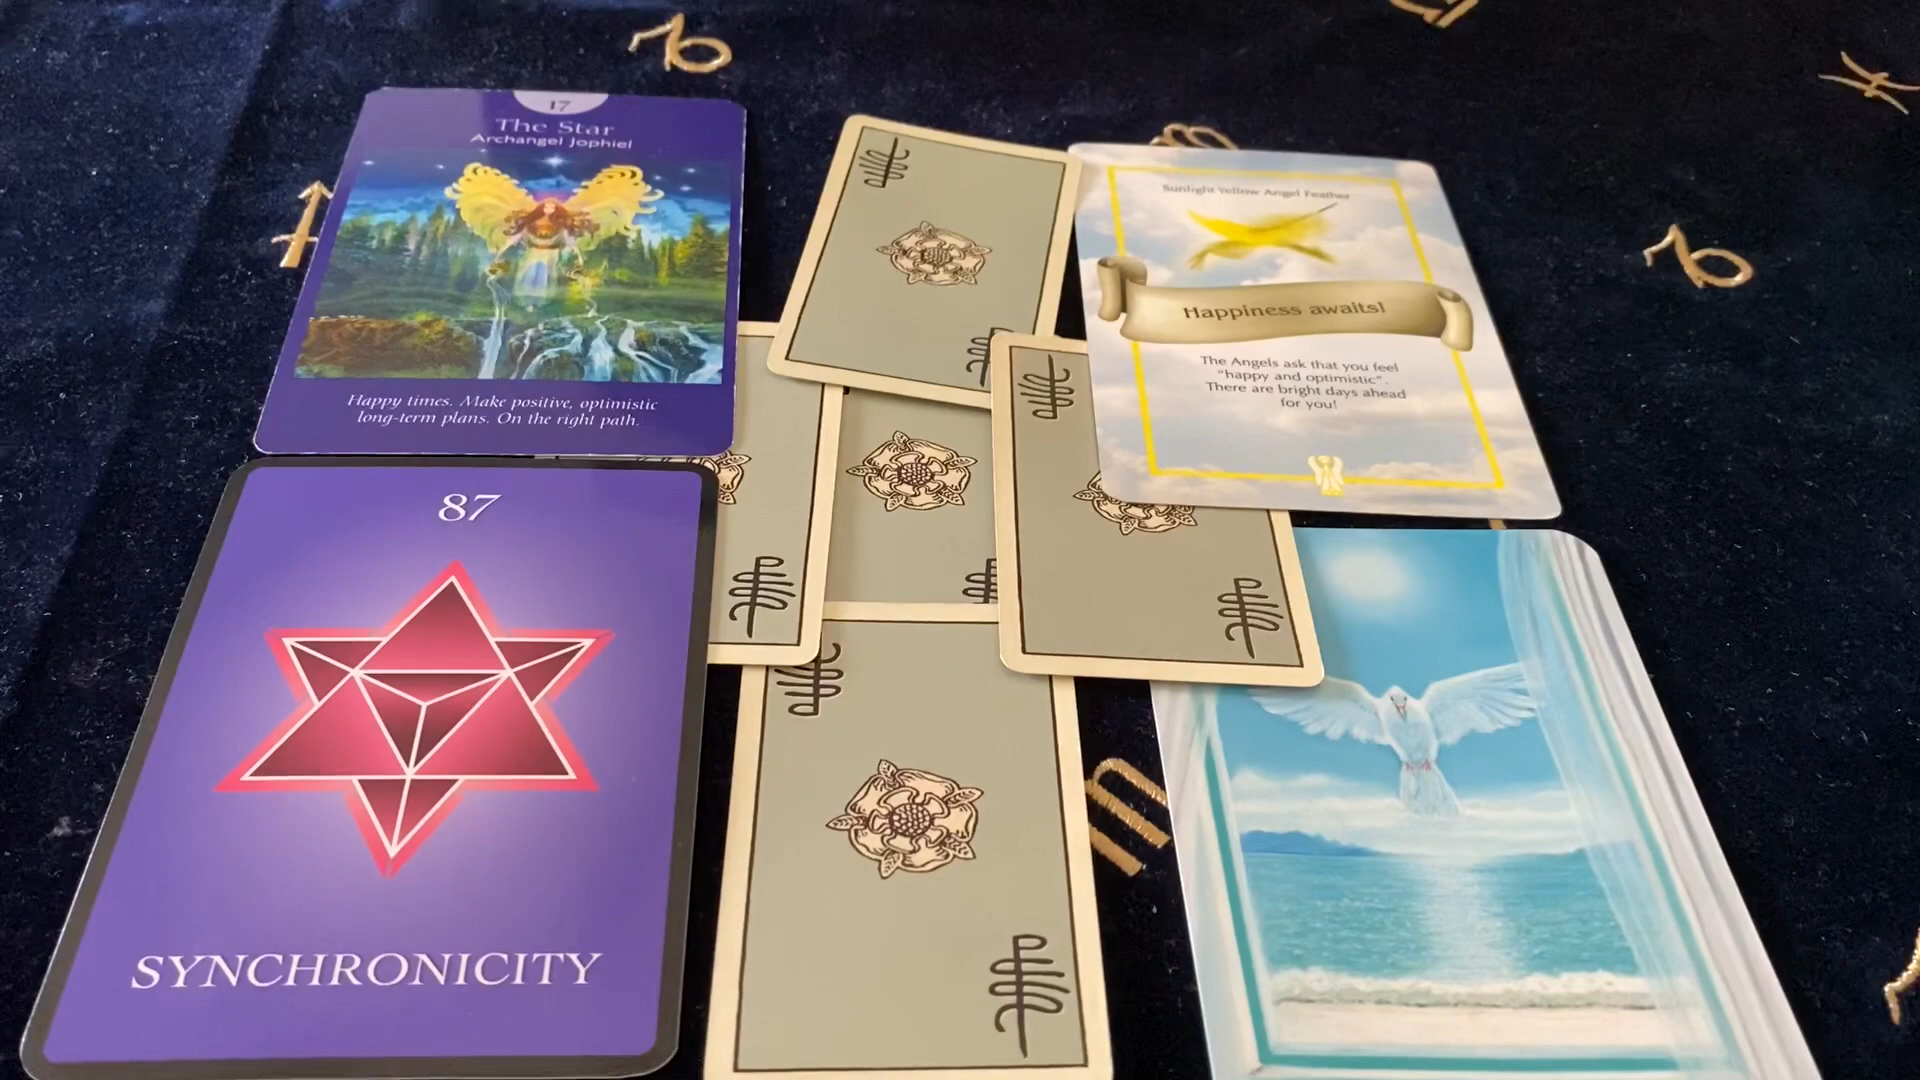 17
The Star
Archangel Jophiel
Happy times. Make positive, optimistic
long-term plans. On the right path.
Sunlight Yellow Angel Feather
Happiness awaits!
The Angels ask that you feel
"happy and optimistic".
There are bright days ahead
for you!
87
SYNCHRONICITY